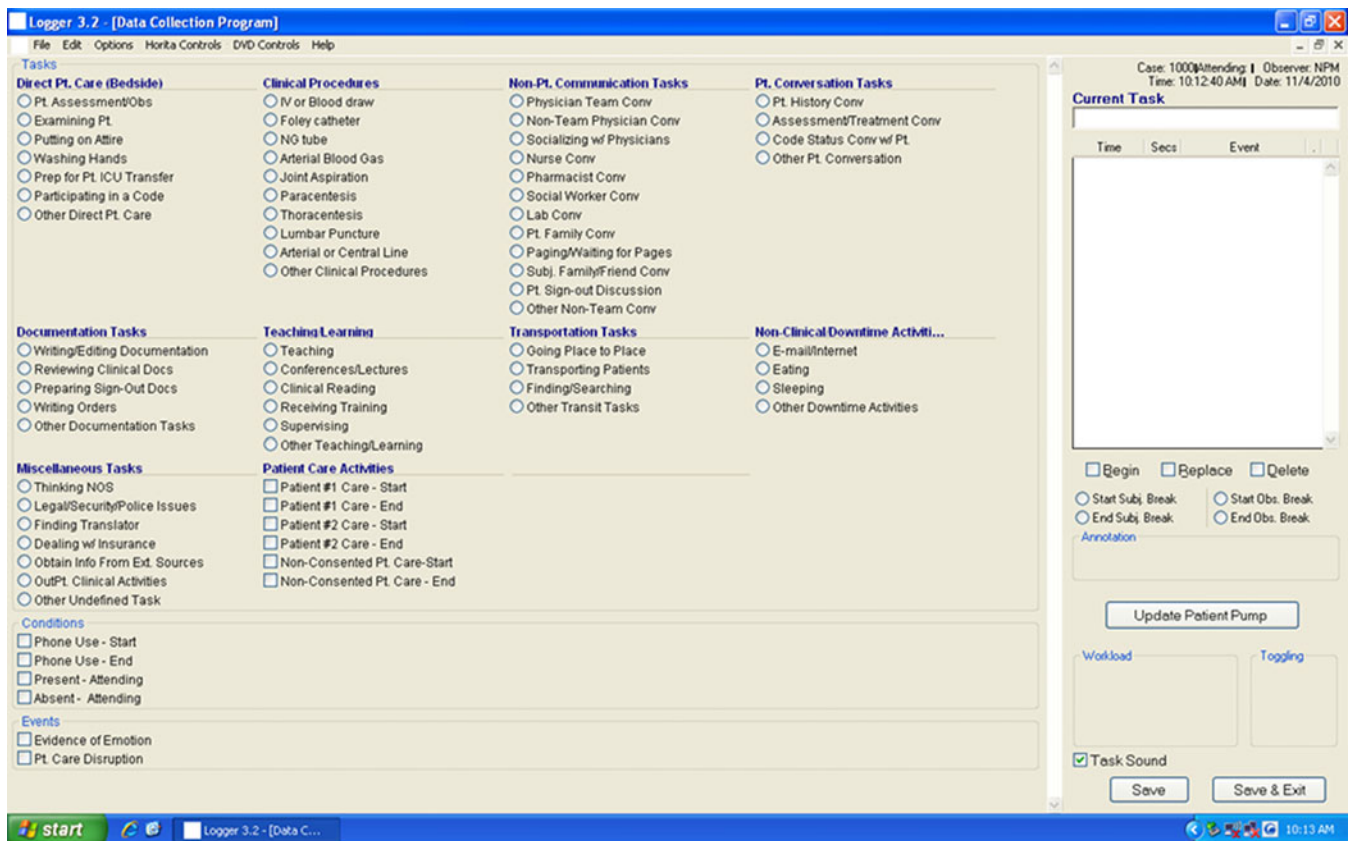 Logger 3.2 - [Data Collection Program]
File Edit Options Horita Controls DVD Controls Help
Tasks
Direct Pt. Care (Bedside)
Pt. Assessment/Obs
Examining Pt.
Putting on Attire
Washing Hands
Prep for Pt. ICU Transfer
Participating in a Code
Other Direct Pt. Care
Clinical Procedures
IV or Blood draw
Foley catheter
NG tube
Arterial Blood Gas
Joint Aspiration
Paracentesis
Thoracentesis
Lumbar Puncture
Arterial or Central Line
Other Clinical Procedures
Non-Pt. Communication Tasks
Physician Team Conv
Non-Team Physician Conv
Socializing w/ Physicians
Nurse Conv
Pharmacist Conv
Social Worker Conv
Lab Conv
Pt. Family Conv
Paging/Waiting for Pages
Subj. Family/Friend Conv
Pt. Sign-out Discussion
Other Non-Team Conv
Pt. Conversation Tasks
Pt. History Conv
Assessment/Treatment Conv
Code Status Conv w/ Pt.
Other Pt. Conversation
Documentation Tasks
Writing/Editing Documentation
Reviewing Clinical Docs
Preparing Sign-Out Docs
Writing Orders
Other Documentation Tasks
Teaching/Learning
Teaching
Conferences/Lectures
Clinical Reading
Receiving Training
Supervising
Other Teaching/Learning
Transportation Tasks
Going Place to Place
Transporting Patients
Finding/Searching
Other Transit Tasks
Non-Clinical/Downtime Activiti...
E-mail/Internet
Eating
Sleeping
Other Downtime Activities
Miscellaneous Tasks
Thinking NOS
Legal/Security/Police Issues
Finding Translator
Dealing w/ Insurance
Obtain Info From Ext. Sources
OutPt. Clinical Activities
Other Undefined Task
Patient Care Activities
Patient #1 Care - Start
Patient #1 Care - End
Patient #2 Care - Start
Patient #2 Care - End
Non-Consented Pt. Care-Start
Non-Consented Pt. Care - End
Conditions
Phone Use - Start
Phone Use - End
Present - Attending
Absent - Attending
Events
Evidence of Emotion
Pt. Care Disruption
Case: 1000 Attending: Observer: NPM
Time: 10:12:40 AM Date: 11/4/2010
Current Task
Time Secs Event .
Begin Replace Delete
Start Subj. Break Start Obs. Break
End Subj. Break End Obs. Break
Annotation
Update Patient Pump
Workload Toggling
Task Sound
Save Save & Exit
start Logger 3.2 - [Data C... 10:13 AM